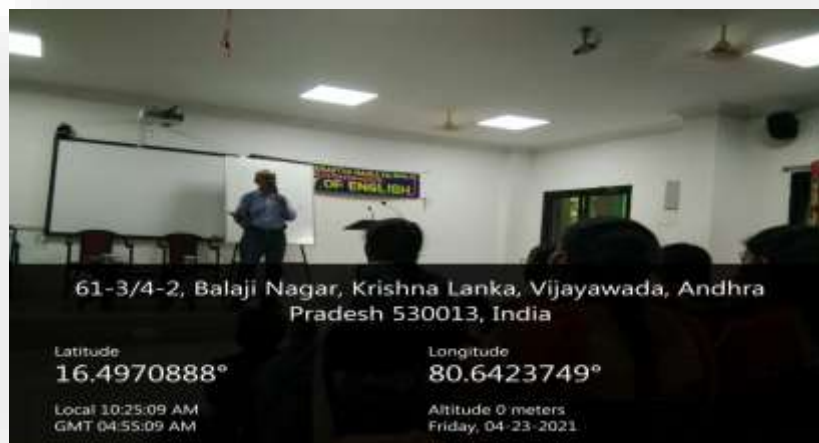 OF ENGLISH
61-3/4-2, Balaji Nagar, Krishna Lanka, Vijayawada, Andhra
Pradesh 530013, India
Latitude
16.4970888°
Longitude
80.6423749°
Local 10:25:09 AM
GMT 04:55:09 AM
Altitude 0 meters
Friday, 04-23-2021